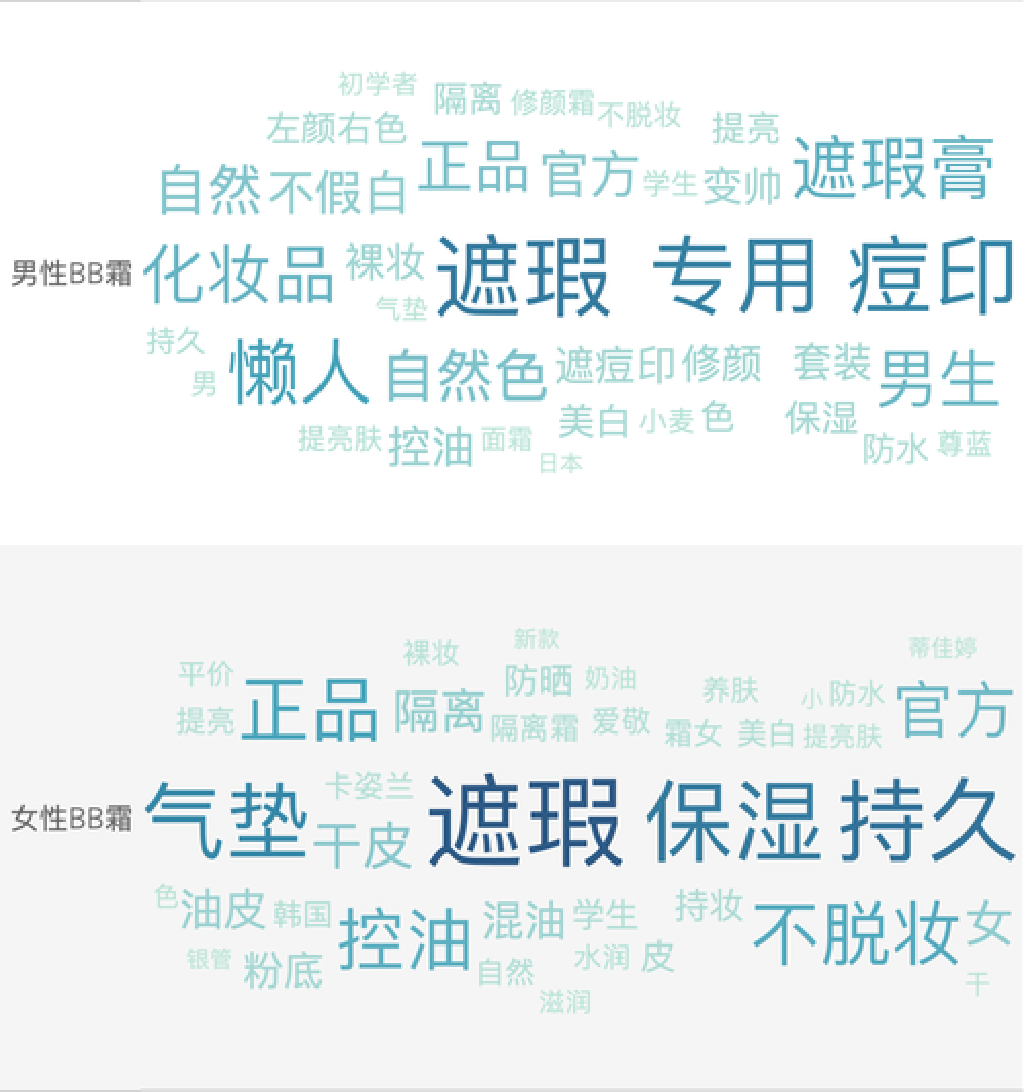 初学者 隔离 修颜霜 不脱妆
左颜右色 提亮
自然 不假白 正品 官方 学生 变帅 遮瑕膏
男性BB霜 化妆品 裸妆 遮瑕 专用 痘印
气垫
持久
男 懒人 自然色 遮痘印 修颜 套装 男生
美白 小麦 色 保湿
提亮肤 控油 面霜 防水 尊蓝
日本
新款
裸妆 蒂佳婷
平价 防晒 奶油 养肤 小 防水
提亮 正品 隔离 隔离霜 爱敬 霜女 美白 提亮肤 官方
卡姿兰
女性BB霜 气垫 干皮 遮瑕 保湿 持久
色 油皮 韩国 控油 混油 学生 持妆 不脱妆 女
银管 粉底 自然 水润 皮
干
滋润